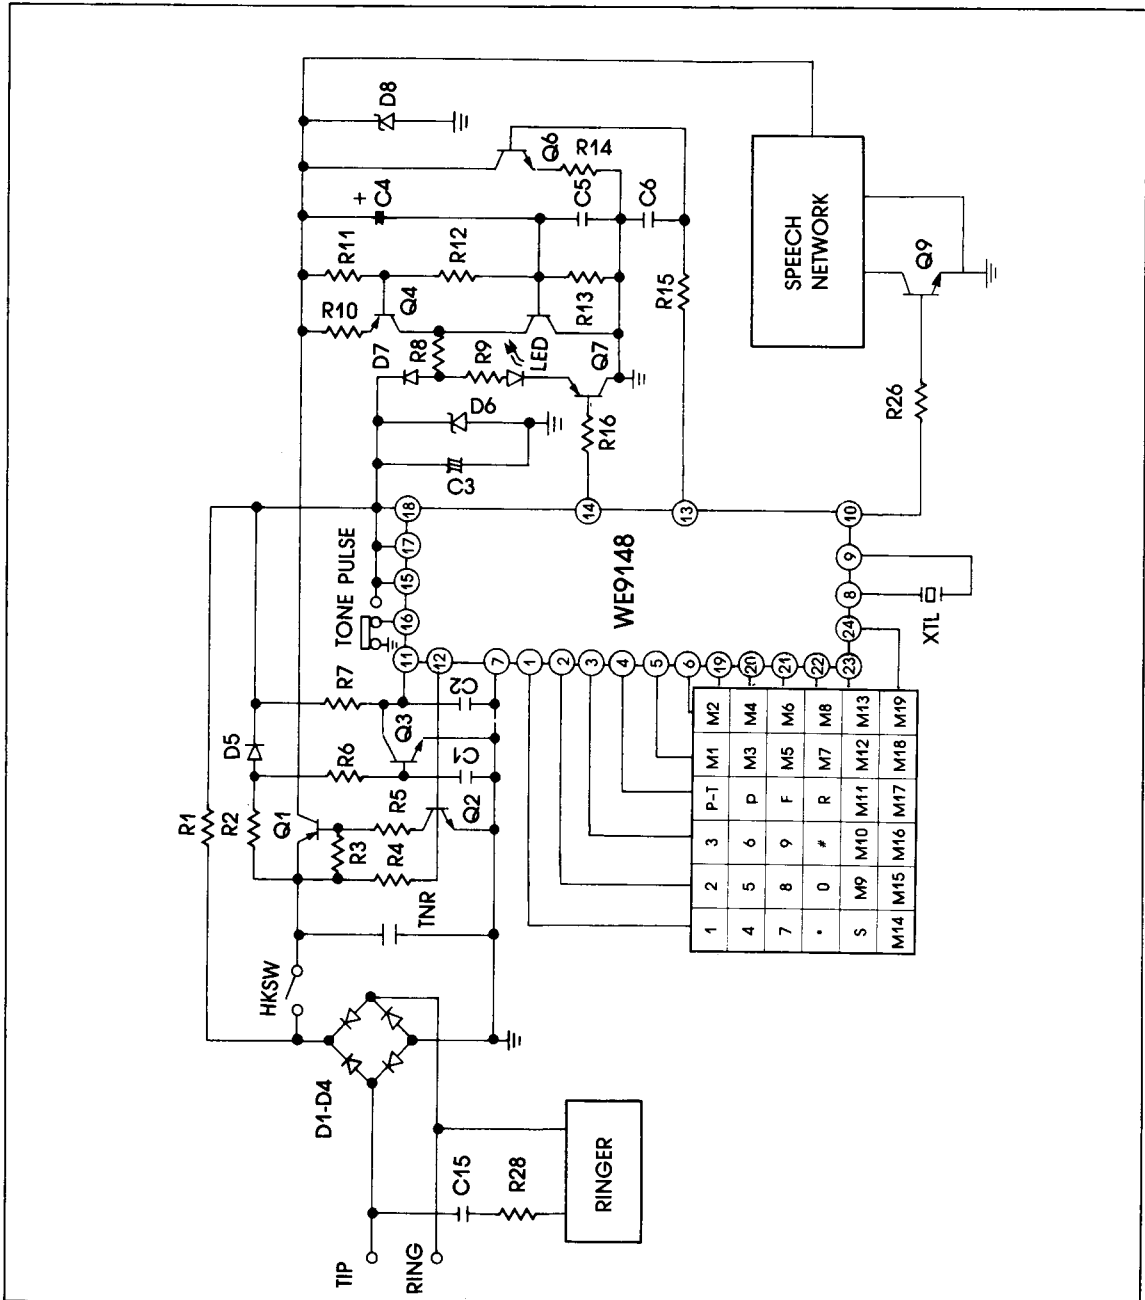 TIP
RING
C15
R28
RINGER
D1-D4
HKSW
R1
R2
D5
Q1
R3
R4
R5
TNR
R6
R7
Q2
Q3
C1
C2
TONE PULSE
11
16
15
17
18
12
7
1
2
3
4
5
6
19
20
21
22
23
24
8
9
10
13
14
WE9148
XTL
1 2 3 P-T M1 M2
4 5 6 P M3 M4
7 8 9 F M5 M6
* 0 # R M7 M8
S M9 M10 M11 M12 M13
M14 M15 M16 M17 M18 M19
C3
D6
D7
R8
R9
LED
R16
Q7
R10
Q4
R11
R12
R13
+
C4
C5
C6
R15
Q6
R14
D8
SPEECH
NETWORK
Q9
R26